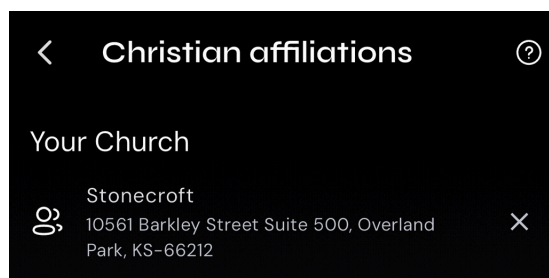 Christian affiliations
Your Church
Stonecroft
10561 Barkley Street Suite 500, Overland
Park, KS-66212